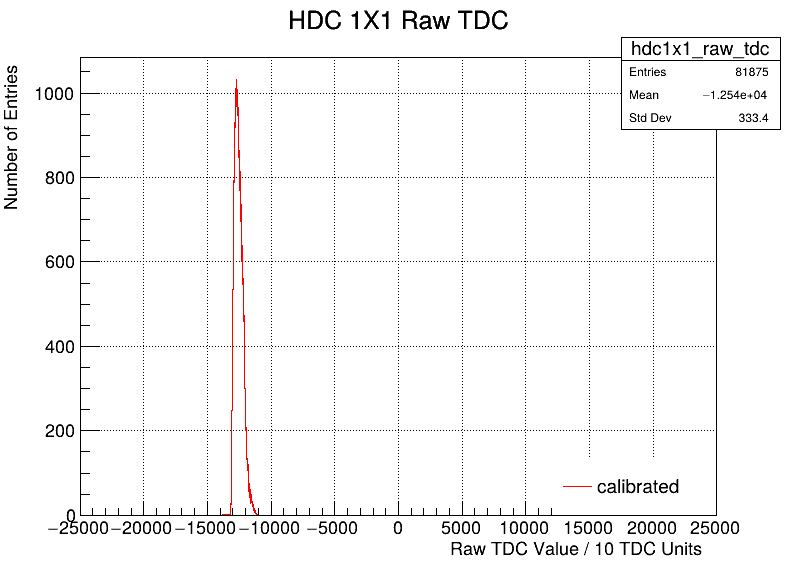 HDC 1X1 Raw TDC
hdc1x1_raw_tdc
Entries 81875
Mean −1.254e+04
Std Dev 333.4
Number of Entries
1000
800
600
400
200
0
−25000 −20000 −15000 −10000 −5000 0 5000 10000 15000 20000 25000
calibrated
Raw TDC Value / 10 TDC Units